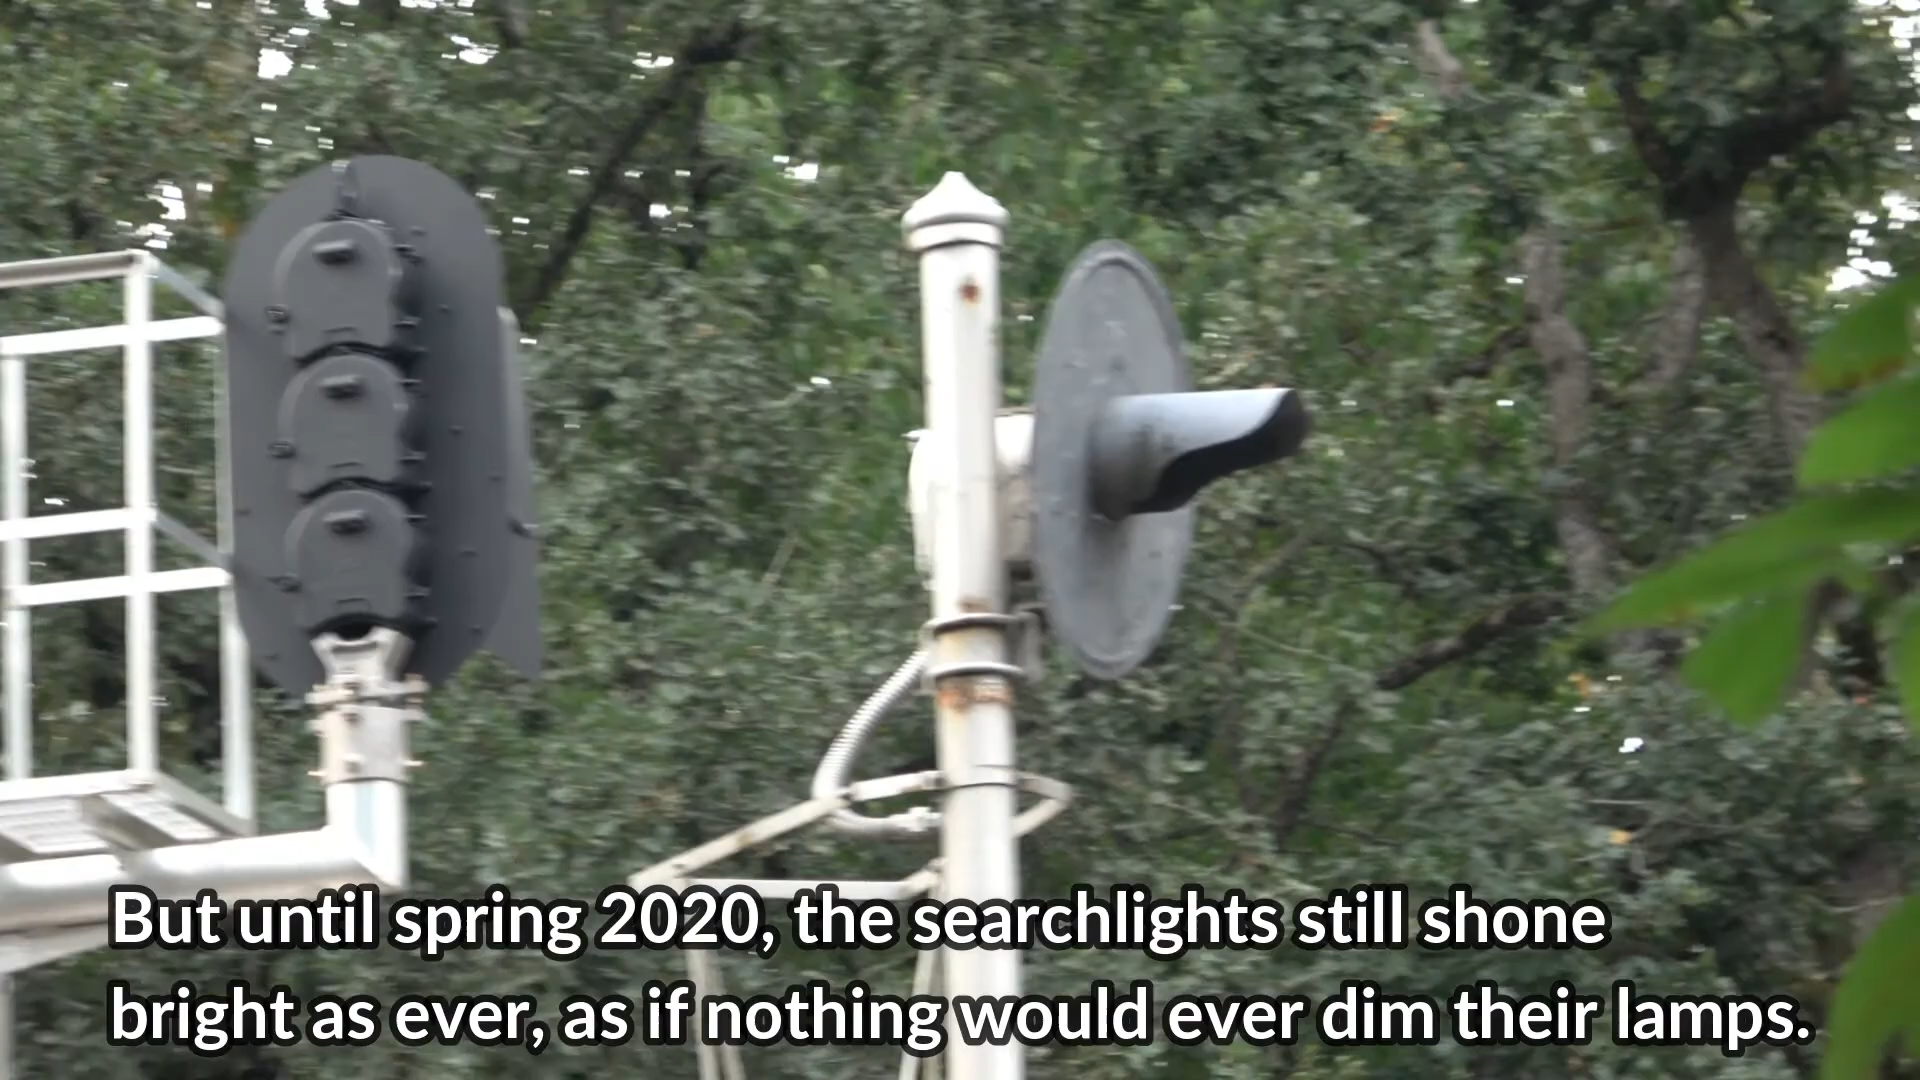 But until spring 2020, the searchlights still shone
bright as ever, as if nothing would ever dim their lamps.